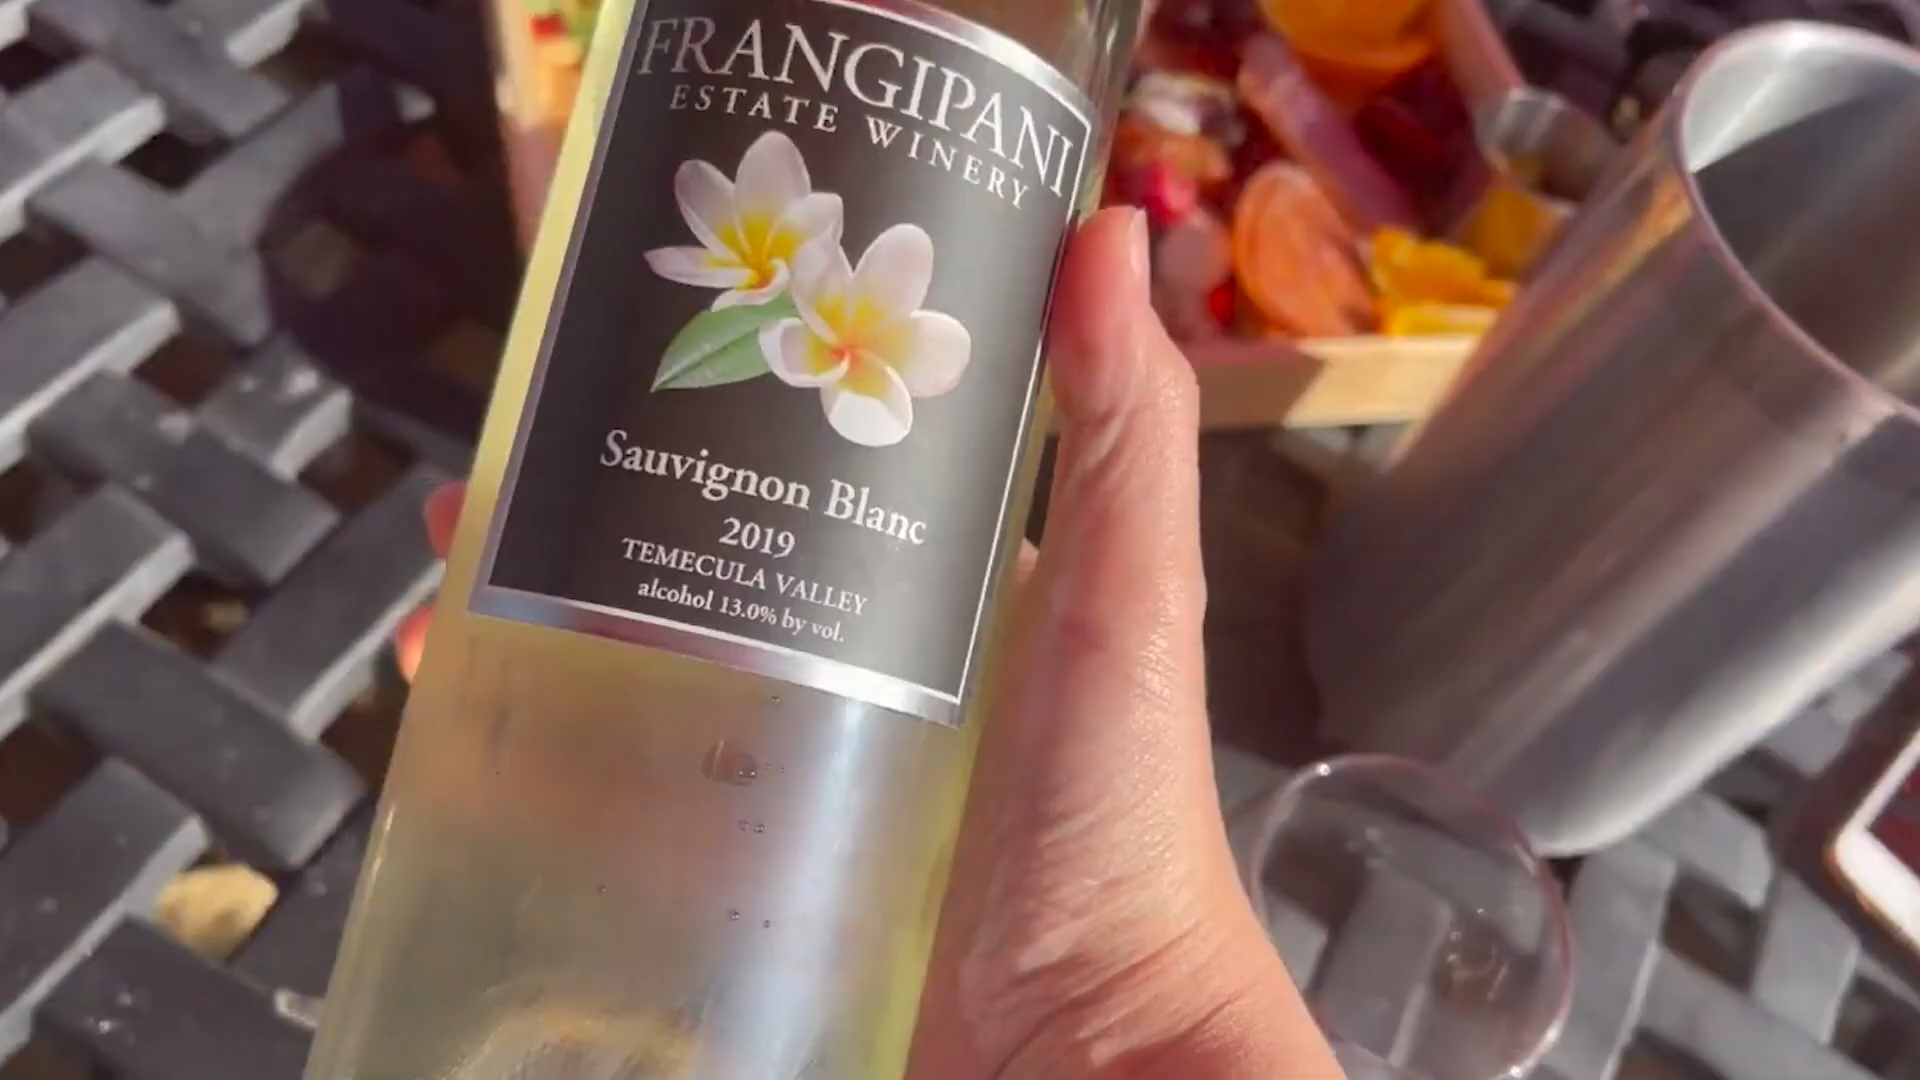 FRANGIPANI
ESTATE WINERY
Sauvignon Blanc
2019
TEMECULA VALLEY
alcohol 13.0% by vol.